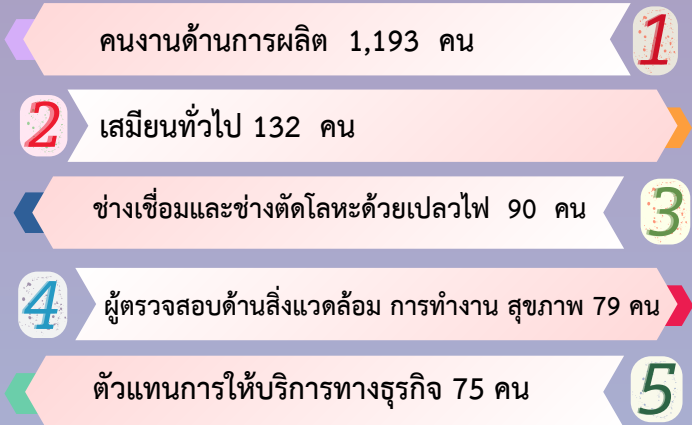 คนงานด้านการผลิต 1,193 คน 1
2 เสมียนทั่วไป 132 คน
ช่างเชื่อมและช่างตัดโลหะด้วยเปลวไฟ 90 คน 3
4 ผู้ตรวจสอบด้านสิ่งแวดล้อม การทำงาน สุขภาพ 79 คน
ตัวแทนการให้บริการทางธุรกิจ 75 คน 5